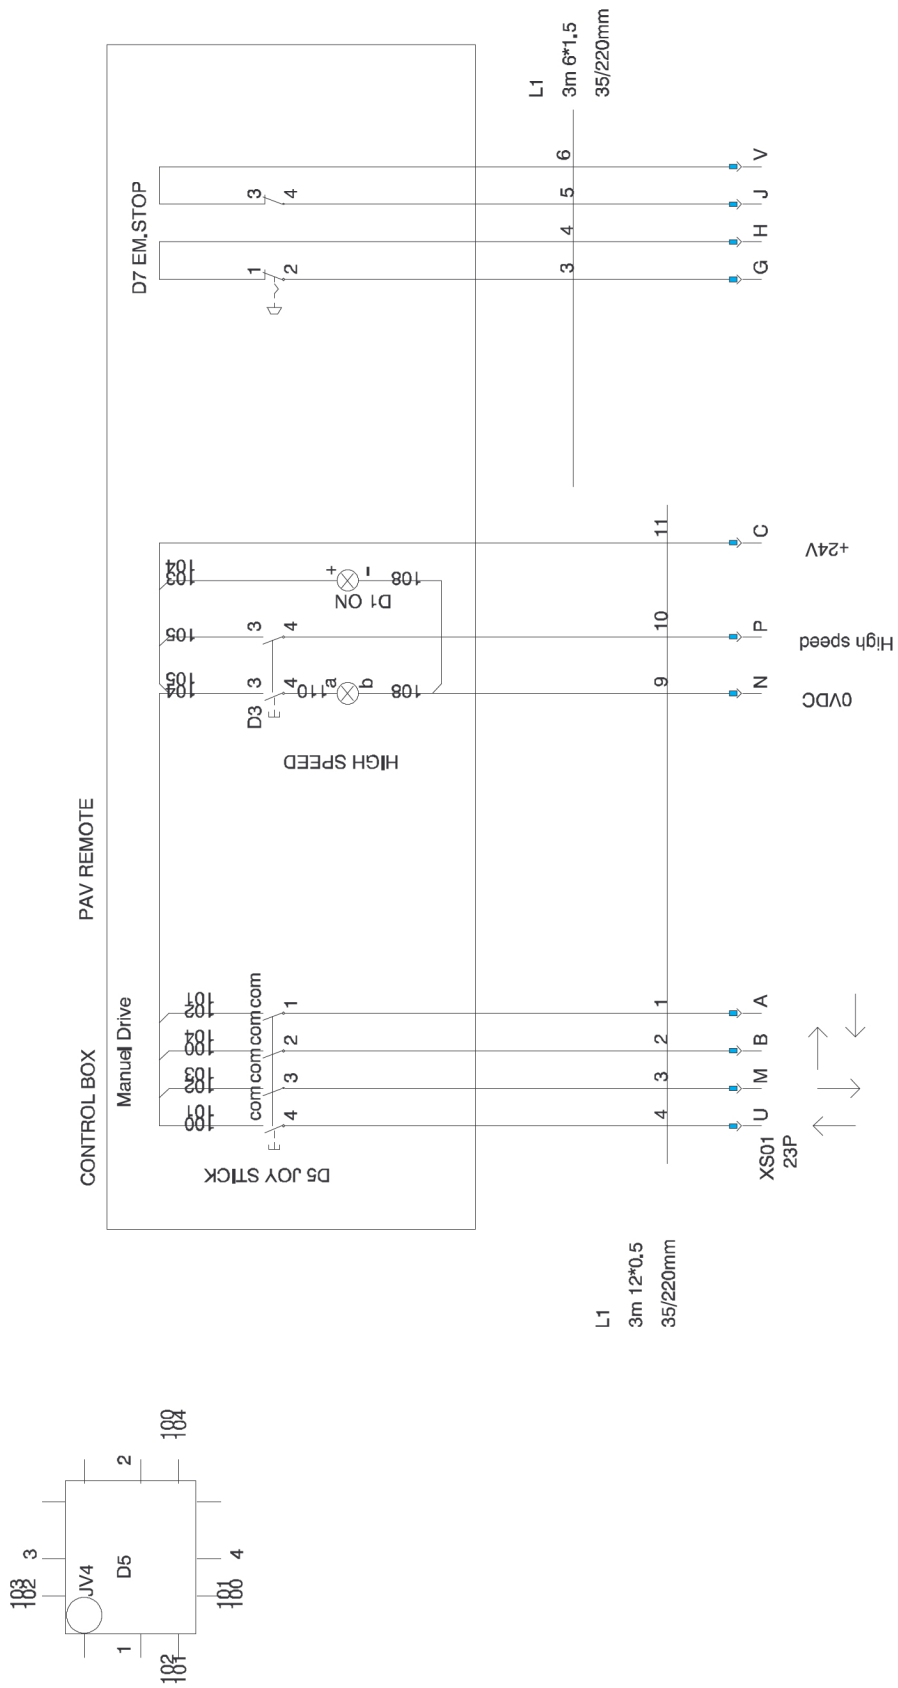 CONTROL BOX
PAV REMOTE
Manuel Drive
D7 EM.STOP
100
101
102
103
100
104
102
101
104
105
105
103
104
com com com com
4
3
2
1
D5 JOY STICK
D3
3
4
110
a
b
108
3
4
HIGH SPEED
D1 ON
+
-
108
1
2
3
4
L1
3m 12*0.5
35/220mm
4
3
2
1
9
10
11
L1
3m 6*1.5
35/220mm
3
4
5
6
XS01
23P
U
M
B
A
N
P
C
G
H
J
V
0VDC
High speed
+24V
JV4
D5
103
102
3
1
102
101
2
100
104
4
101
100